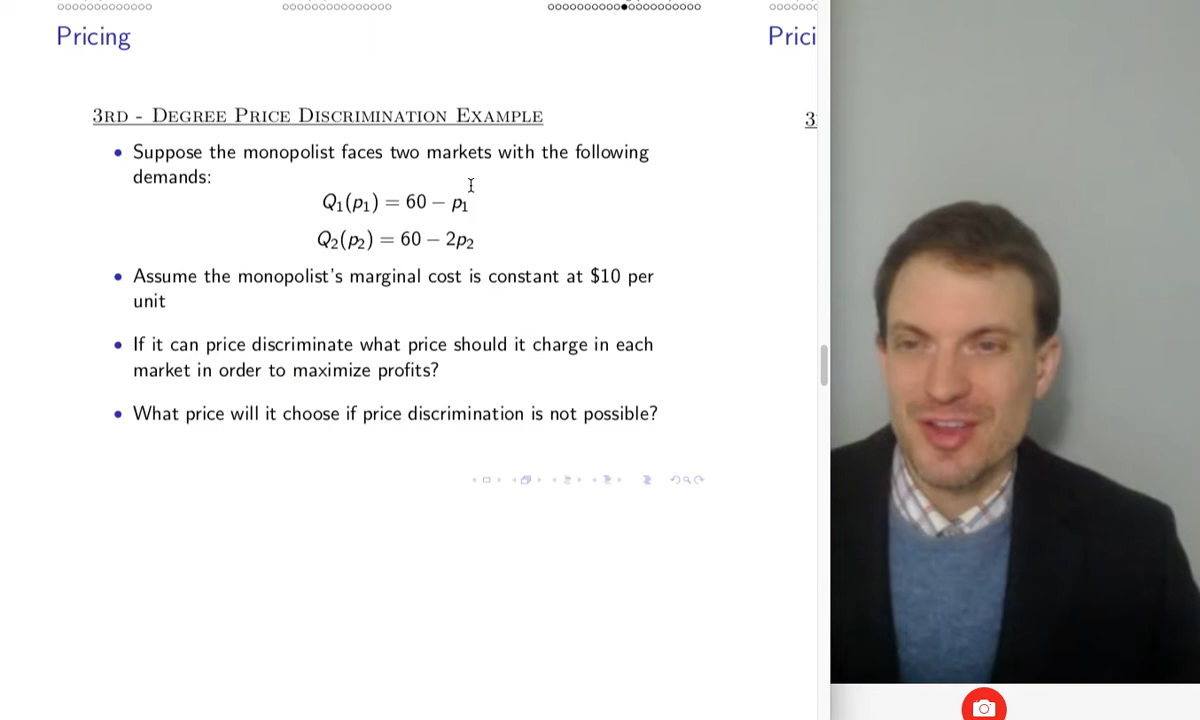 Pricing
Prici
3RD - DEGREE PRICE DISCRIMINATION EXAMPLE
3
• Suppose the monopolist faces two markets with the following
demands:
Q₁(p₁) = 60 − p₁
Q₂(p₂) = 60 − 2p₂
• Assume the monopolist's marginal cost is constant at $10 per
unit
• If it can price discriminate what price should it charge in each
market in order to maximize profits?
• What price will it choose if price discrimination is not possible?